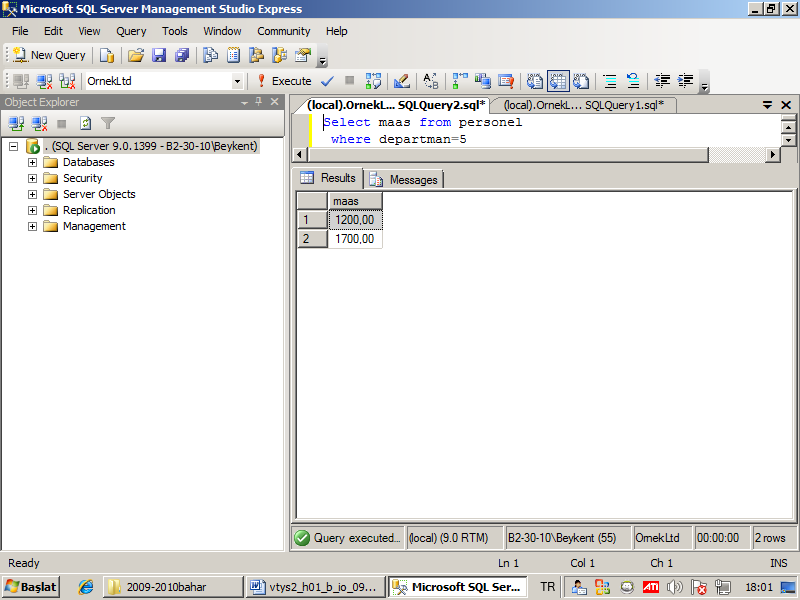 Microsoft SQL Server Management Studio Express
File Edit View Query Tools Window Community Help
New Query
OrnekLtd Execute
Object Explorer
(local).OrnekL... SQLQuery2.sql* (local).OrnekL... SQLQuery1.sql*
. (SQL Server 9.0.1399 - B2-30-10\Beykent)
Databases
Security
Server Objects
Replication
Management
Select maas from personel
where departman=5
Results Messages
maas
1 1200,00
2 1700,00
Query executed... (local) (9.0 RTM) B2-30-10\Beykent (55) OrnekLtd 00:00:00 2 rows
Ready Ln 1 Col 1 Ch 1 INS
Başlat 2009-2010bahar vtys2_h01_b_io_09... Microsoft SQL Ser... TR ATI 18:01